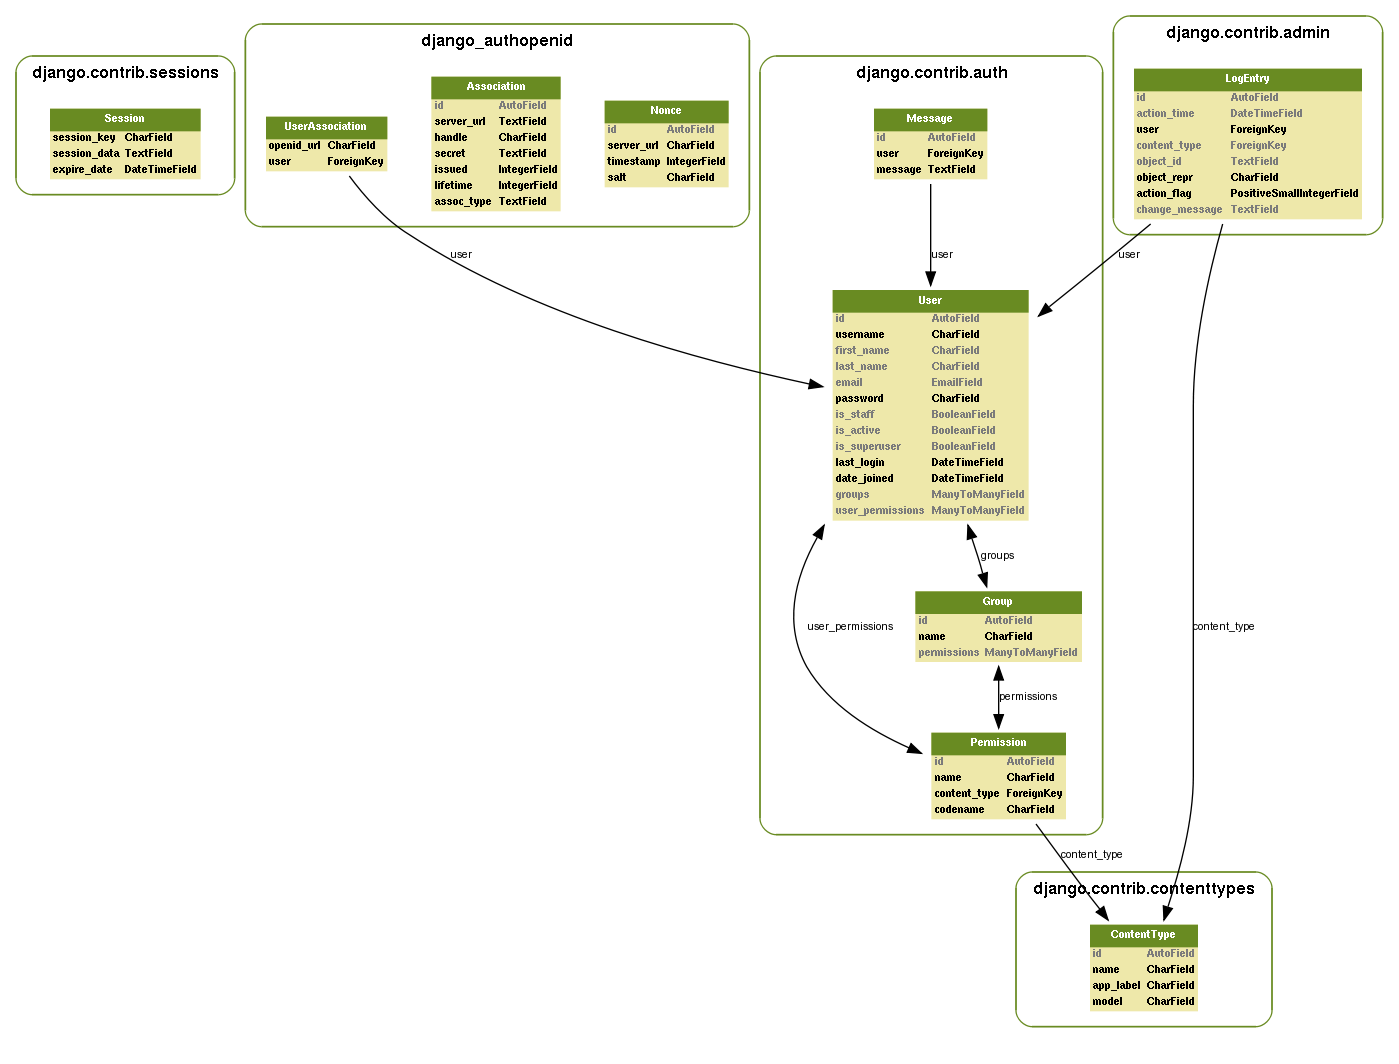 django.contrib.sessions
Session
session_key CharField
session_data TextField
expire_date DateTimeField
django_authopenid
UserAssociation
openid_url CharField
user ForeignKey
Association
id AutoField
server_url TextField
handle CharField
secret TextField
issued IntegerField
lifetime IntegerField
assoc_type TextField
Nonce
id AutoField
server_url CharField
timestamp IntegerField
salt CharField
django.contrib.auth
Message
id AutoField
user ForeignKey
message TextField
django.contrib.admin
LogEntry
id AutoField
action_time DateTimeField
user ForeignKey
content_type ForeignKey
object_id TextField
object_repr CharField
action_flag PositiveSmallIntegerField
change_message TextField
user
user
user
User
id AutoField
username CharField
first_name CharField
last_name CharField
email EmailField
password CharField
is_staff BooleanField
is_active BooleanField
is_superuser BooleanField
last_login DateTimeField
date_joined DateTimeField
groups ManyToManyField
user_permissions ManyToManyField
groups
Group
id AutoField
name CharField
permissions ManyToManyField
user_permissions
content_type
permissions
Permission
id AutoField
name CharField
content_type ForeignKey
codename CharField
content_type
django.contrib.contenttypes
ContentType
id AutoField
name CharField
app_label CharField
model CharField